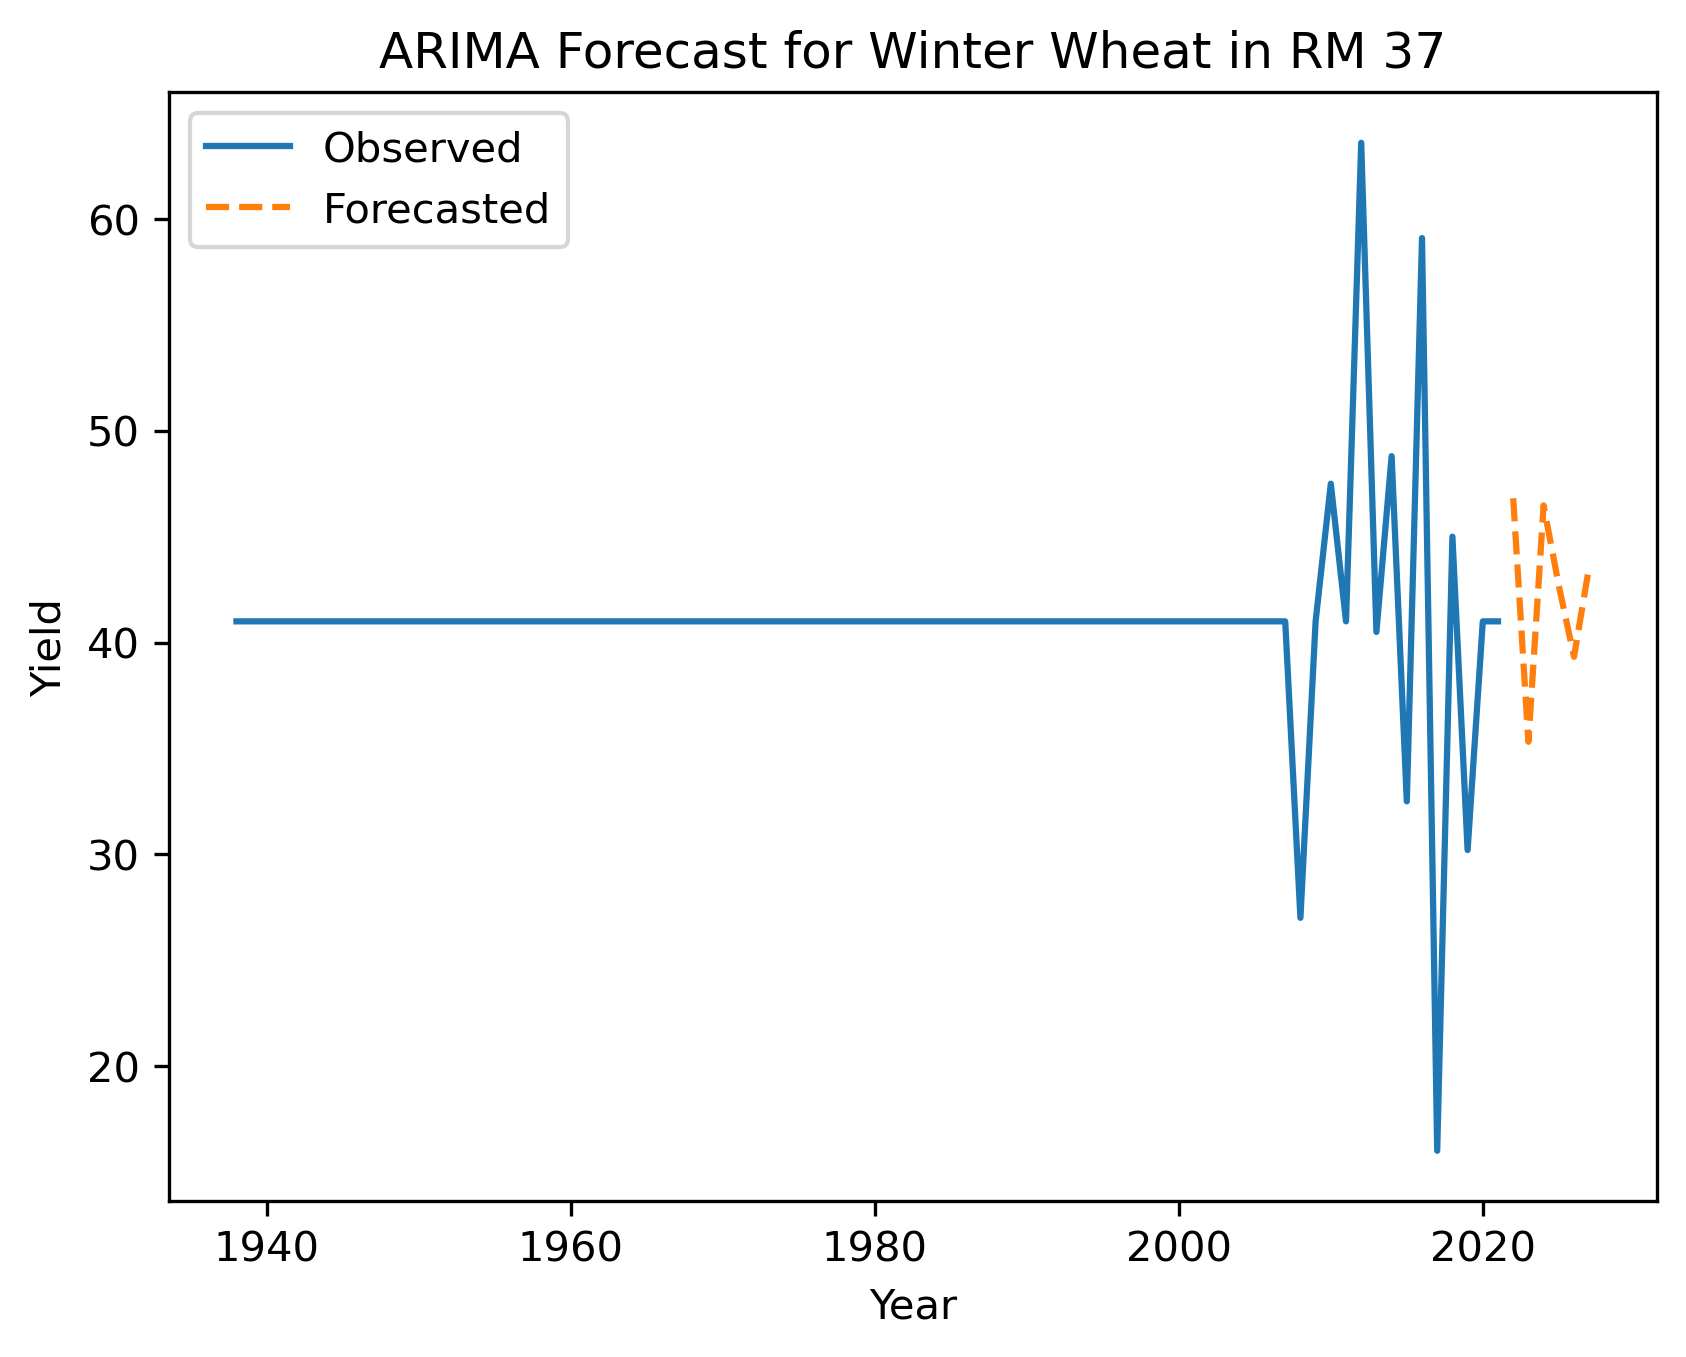 ARIMA Forecast for Winter Wheat in RM 37
Observed
Forecasted
60
50
40
30
20
Yield
1940 1960 1980 2000 2020
Year